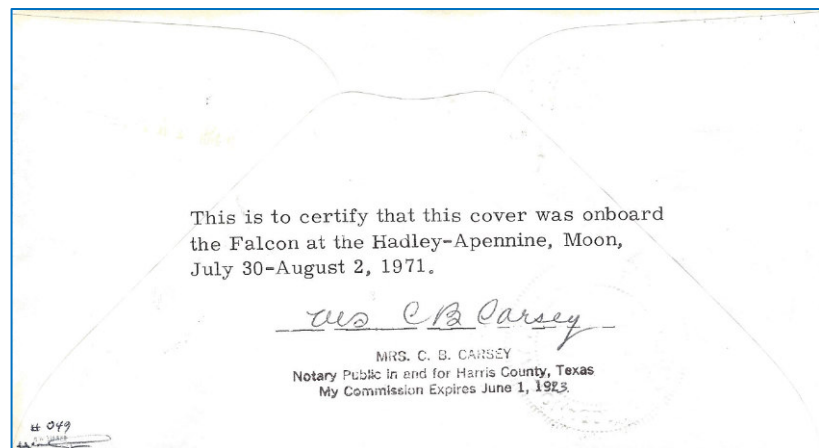 This is to certify that this cover was onboard
the Falcon at the Hadley-Apennine, Moon,
July 30-August 2, 1971.
Mrs C B Carsey
MRS. C. B. CARSEY
Notary Public in and for Harris County, Texas
My Commission Expires June 1, 1973.
# 049